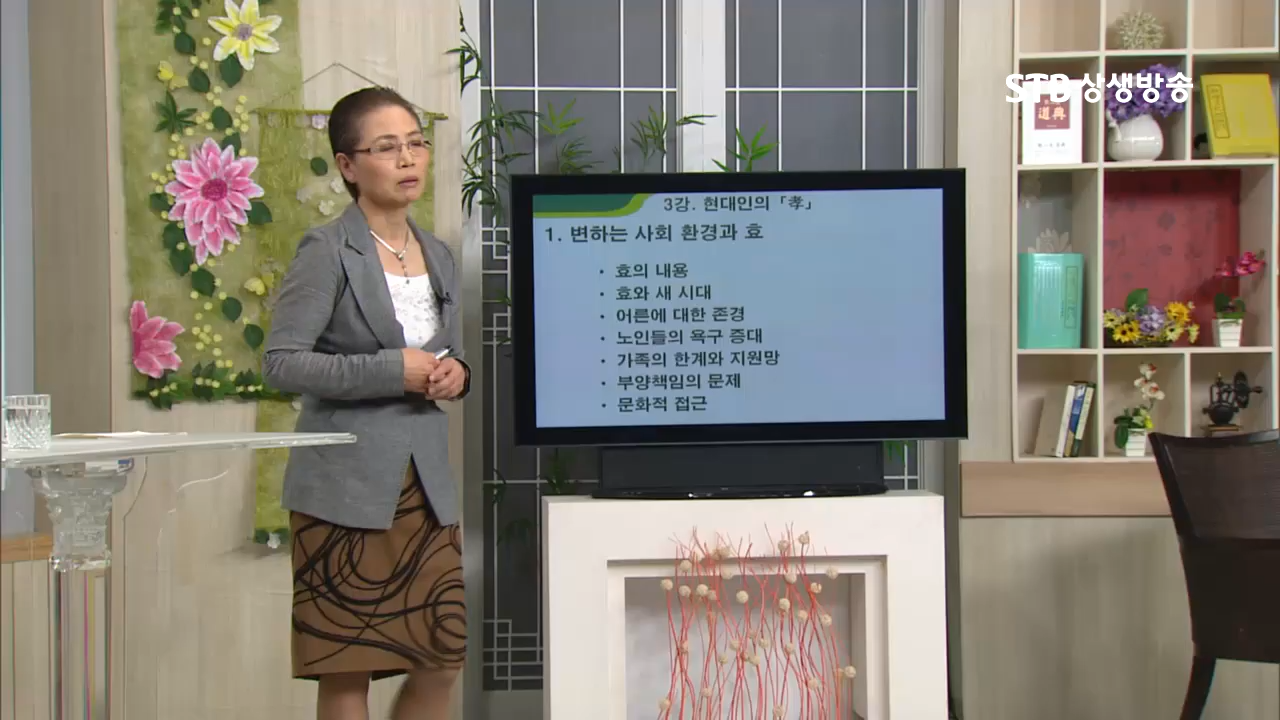 STB 상생방송
道典
3강. 현대인의 「孝」
1. 변하는 사회 환경과 효
• 효의 내용
• 효와 새 시대
• 어른에 대한 존경
• 노인들의 욕구 증대
• 가족의 한계와 지원망
• 부양책임의 문제
• 문화적 접근